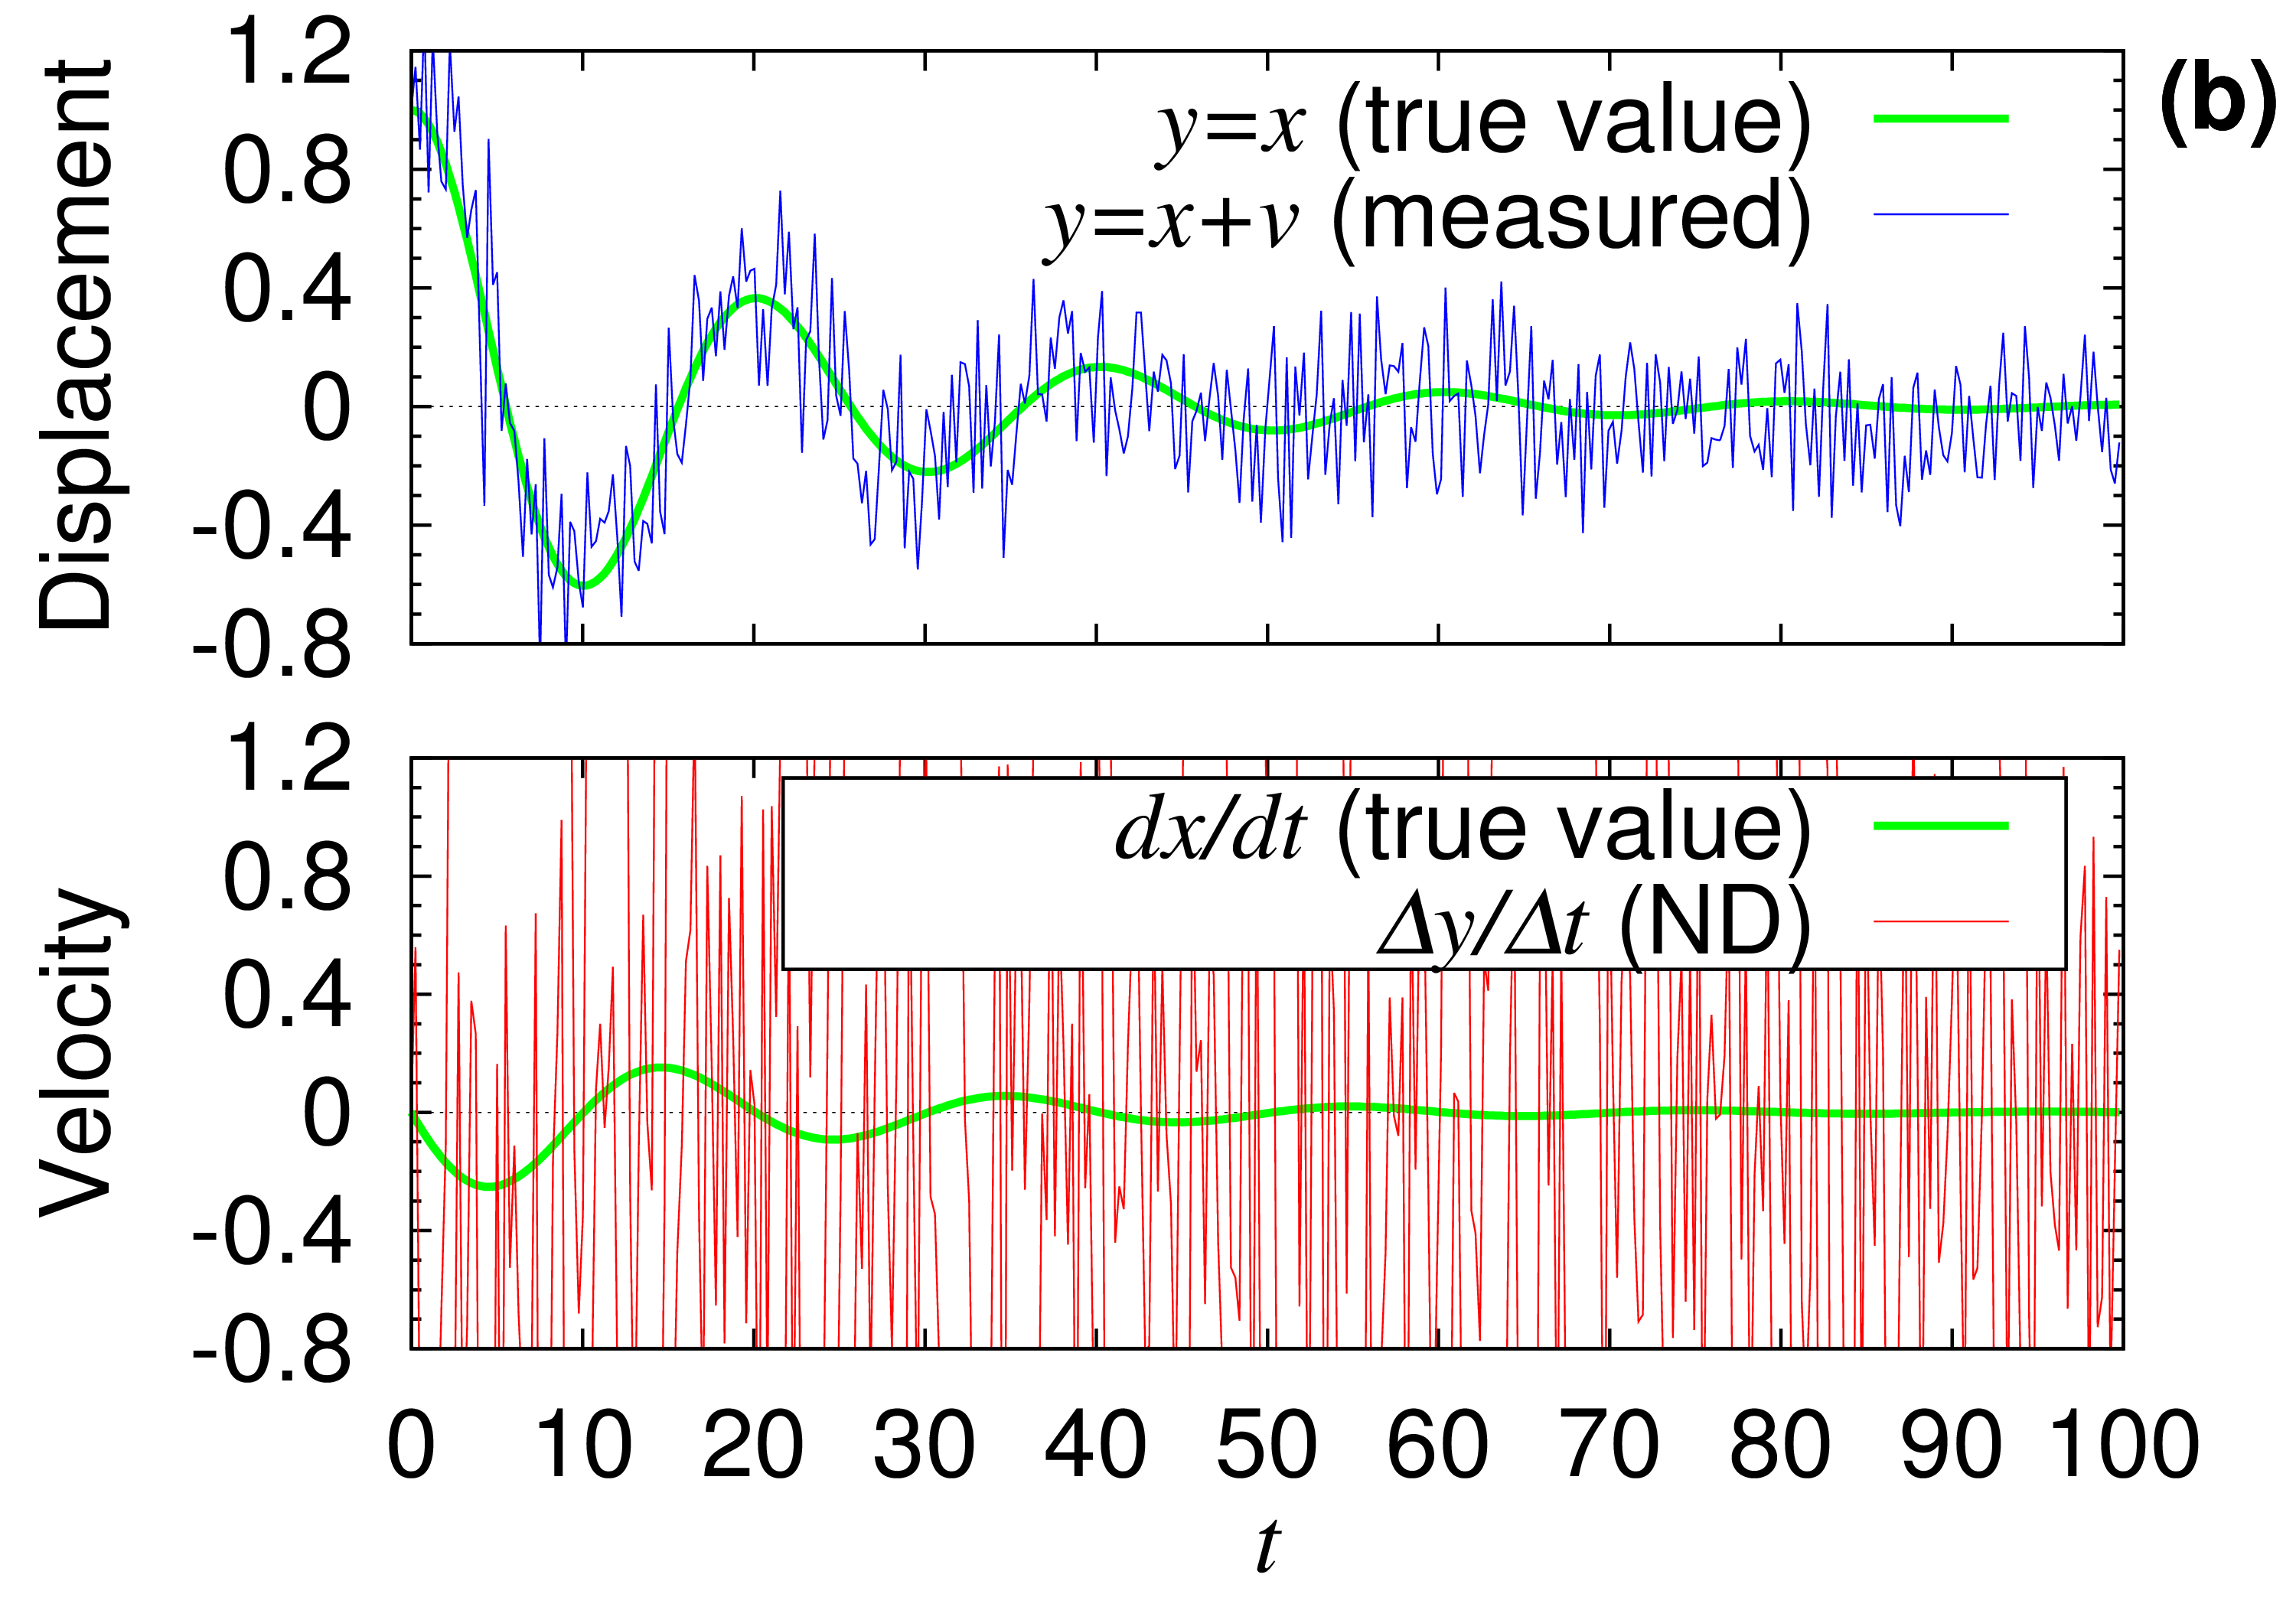 (b)
Displacement
1.2
0.8
0.4
0
-0.4
-0.8
y=x (true value)
y=x+v (measured)
Velocity
1.2
0.8
0.4
0
-0.4
-0.8
dx/dt (true value)
Δy/Δt (ND)
0 10 20 30 40 50 60 70 80 90 100
t